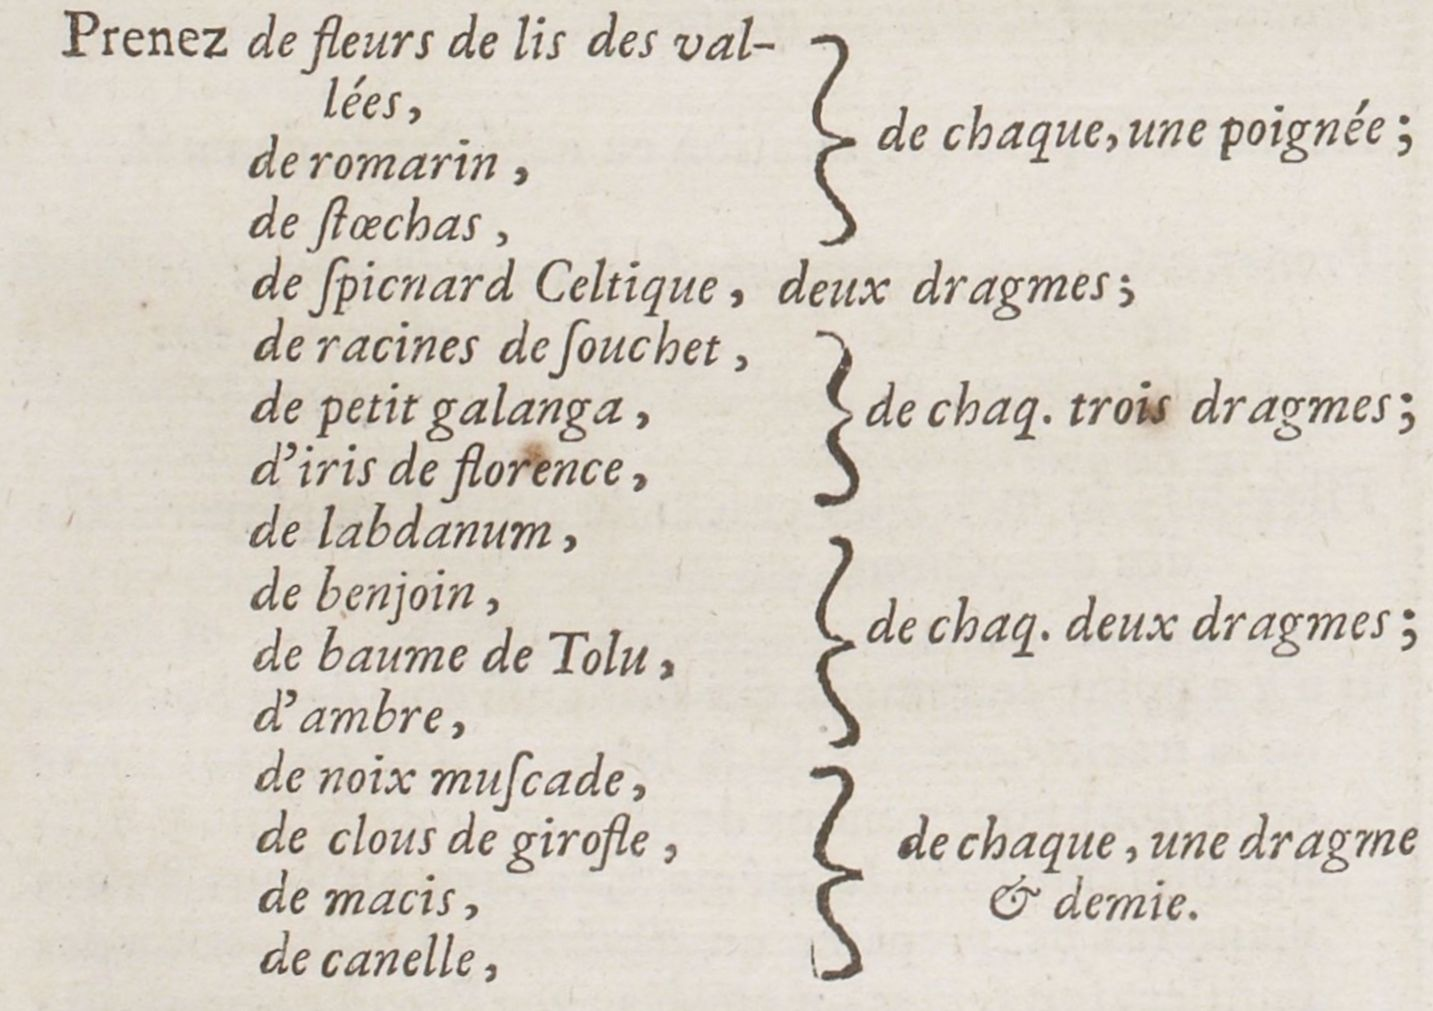 Prenez de fleurs de lis des val-
lées,
de romarin,
de ſtœchas,
de chaque, une poignée;
de ſpicnard Celtique, deux dragmes;
de racines de ſouchet,
de petit galanga,
d'iris de florence,
de chaq. trois dragmes;
de labdanum,
de benjoin,
de baume de Tolu,
d'ambre,
de chaq. deux dragmes;
de noix muſcade,
de clous de girofle,
de macis,
de canelle,
de chaque, une dragme
& demie.